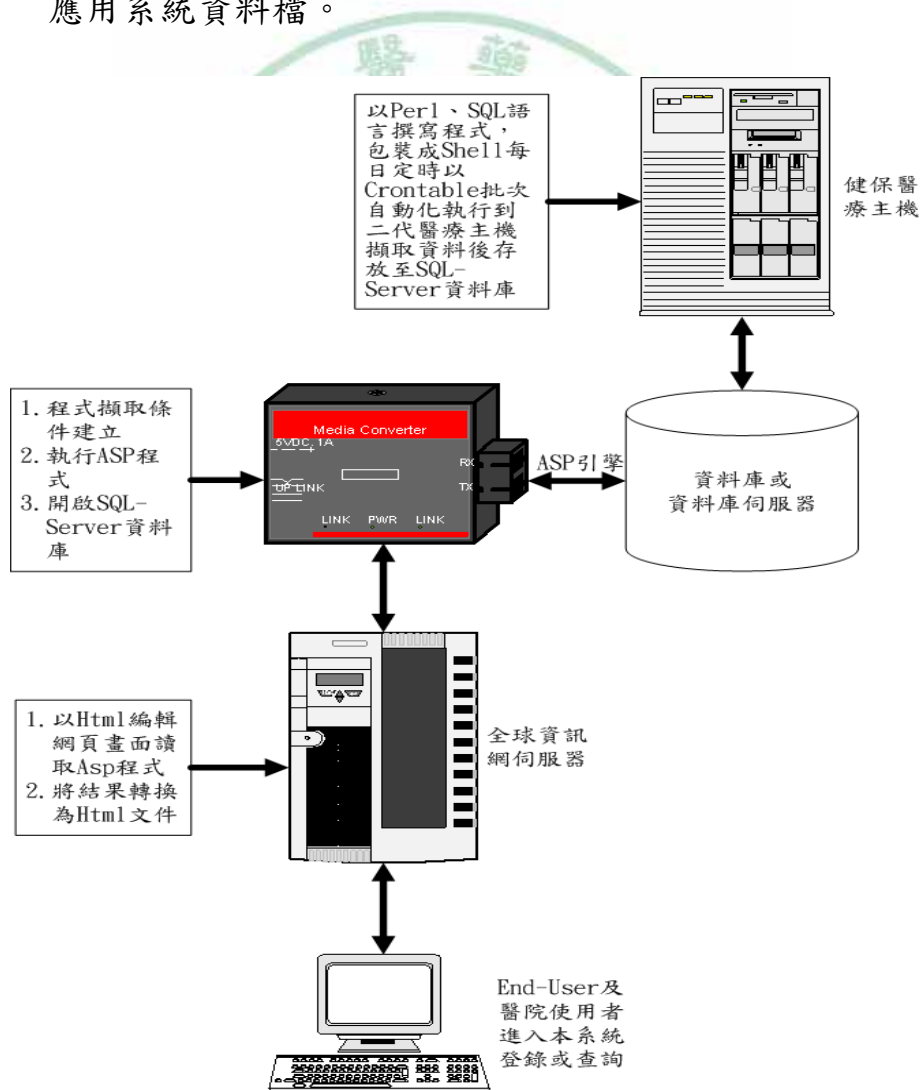 應用系統資料檔。
醫 藥
以Perl、SQL語
言撰寫程式，
包裝成Shell每
日定時以
Crontable批次
自動化執行到
二代醫療主機
擷取資料後存
放至SQL-
Server資料庫
健保醫
療主機
1. 程式擷取條
件建立
2. 執行ASP程
式
3. 開啟SQL-
Server資料
庫
Media Converter
5VDC, 1A
RX
UP LINK
TX
LINK PWR LINK
ASP引擎
資料庫或
資料庫伺服器
1. 以Html編輯
網頁畫面讀
取Asp程式
2. 將結果轉換
為Html文件
全球資訊
網伺服器
End-User及
醫院使用者
進入本系統
登錄或查詢